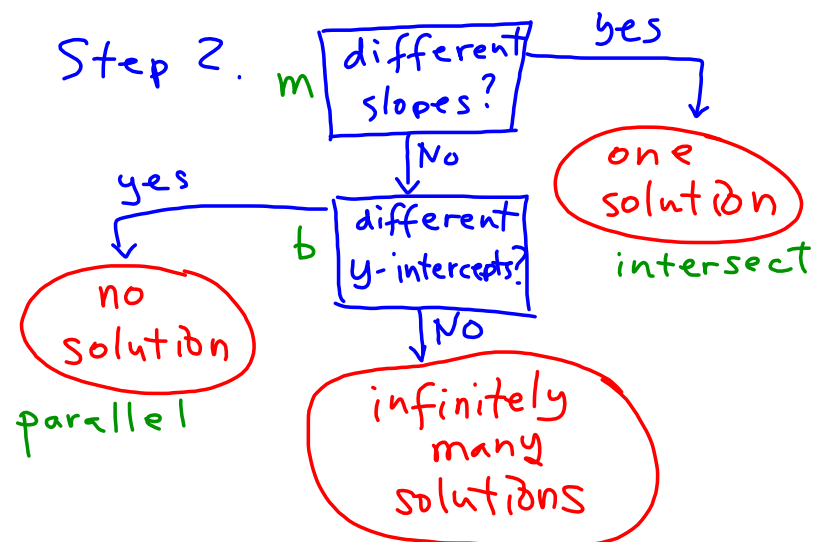 Step 2.
m
different
slopes?
yes
No
one
solution
intersect
yes
b
different
y-intercepts?
no
solution
parallel
NO
infinitely
many
solutions